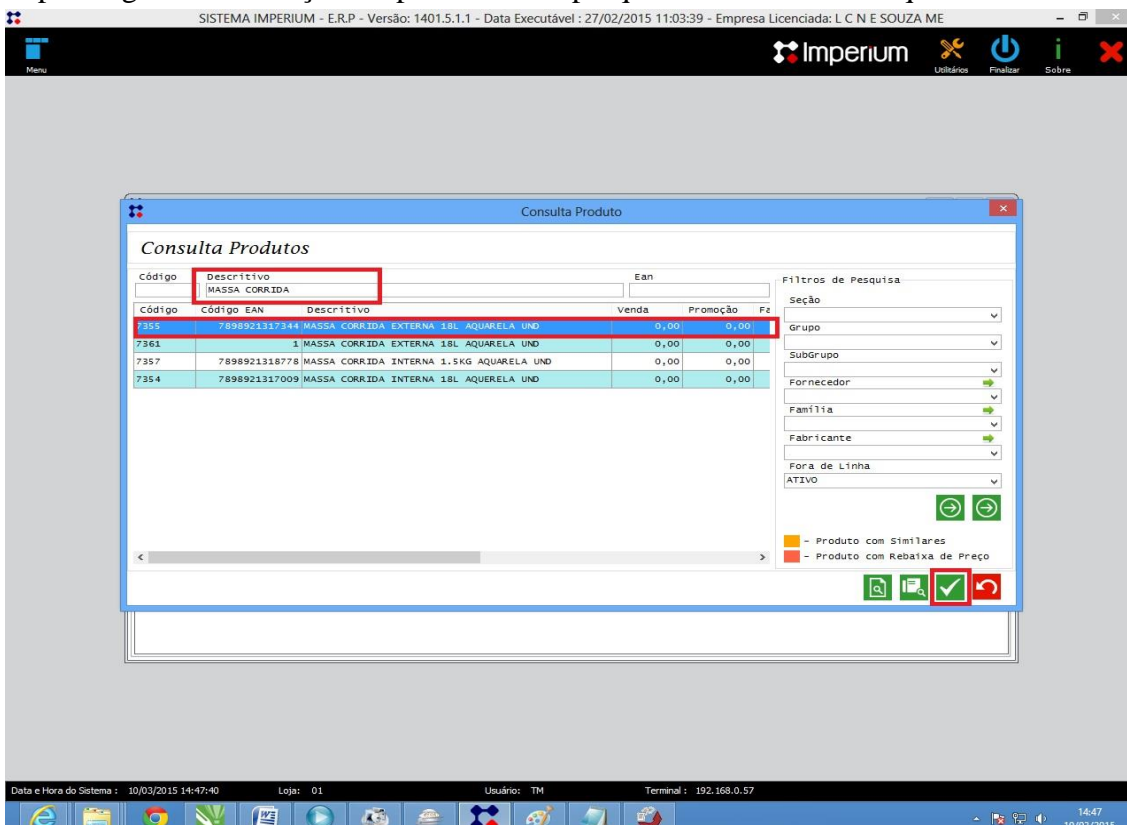 SISTEMA IMPERIUM - E.R.P - Versão: 1401.5.1.1 - Data Executável : 27/02/2015 11:03:39 - Empresa Licenciada: L C N E SOUZA ME
Menu
Imperium
Utilitários
Finalizar
Sobre
Consulta Produto
Consulta Produtos
Código Descritivo Ean
MASSA CORRIDA
Código Código EAN Descritivo Venda Promoção Fa
7355 7898921317344 MASSA CORRIDA EXTERNA 18L AQUARELA UND 0,00 0,00
7361 1 MASSA CORRIDA EXTERNA 18L AQUARELA UND 0,00 0,00
7357 7898921318778 MASSA CORRIDA INTERNA 1.5KG AQUARELA UND 0,00 0,00
7354 7898921317009 MASSA CORRIDA INTERNA 18L AQUERELA UND 0,00 0,00
Filtros de Pesquisa
Seção
Grupo
SubGrupo
Fornecedor
Família
Fabricante
Fora de Linha
ATIVO
- Produto com Similares
- Produto com Rebaixa de Preço
Data e Hora do Sistema : 10/03/2015 14:47:40 Loja: 01 Usuário: TM Terminal : 192.168.0.57
14:47
10/03/2015